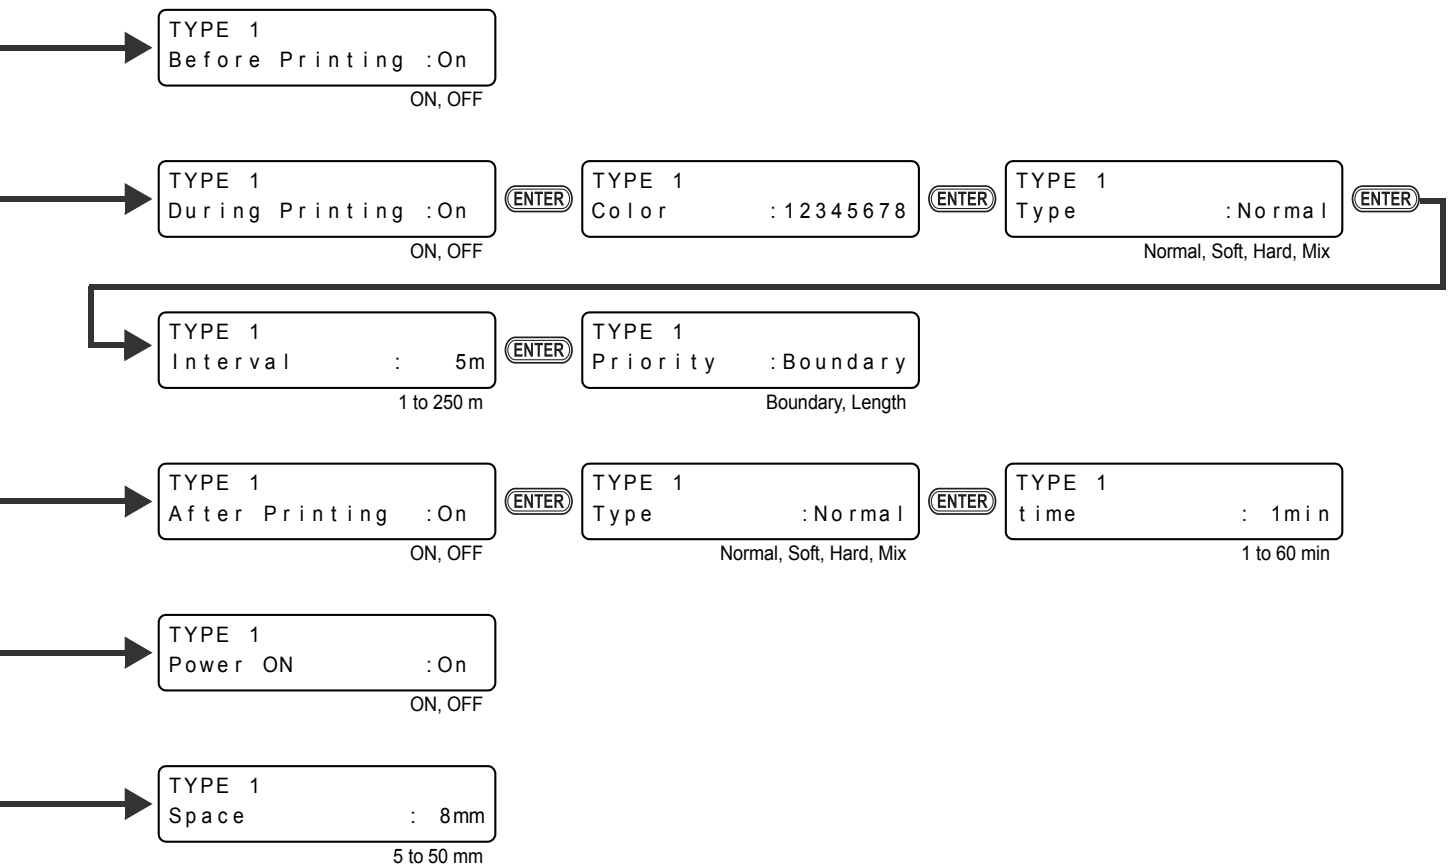 TYPE 1
Before Printing :On
ON, OFF
TYPE 1
During Printing :On
ON, OFF
ENTER
TYPE 1
Color :12345678
ENTER
TYPE 1
Type :Normal
Normal, Soft, Hard, Mix
ENTER
TYPE 1
Interval : 5m
1 to 250 m
ENTER
TYPE 1
Priority :Boundary
Boundary, Length
TYPE 1
After Printing :On
ON, OFF
ENTER
TYPE 1
Type :Normal
Normal, Soft, Hard, Mix
ENTER
TYPE 1
time : 1min
1 to 60 min
TYPE 1
Power ON :On
ON, OFF
TYPE 1
Space : 8mm
5 to 50 mm